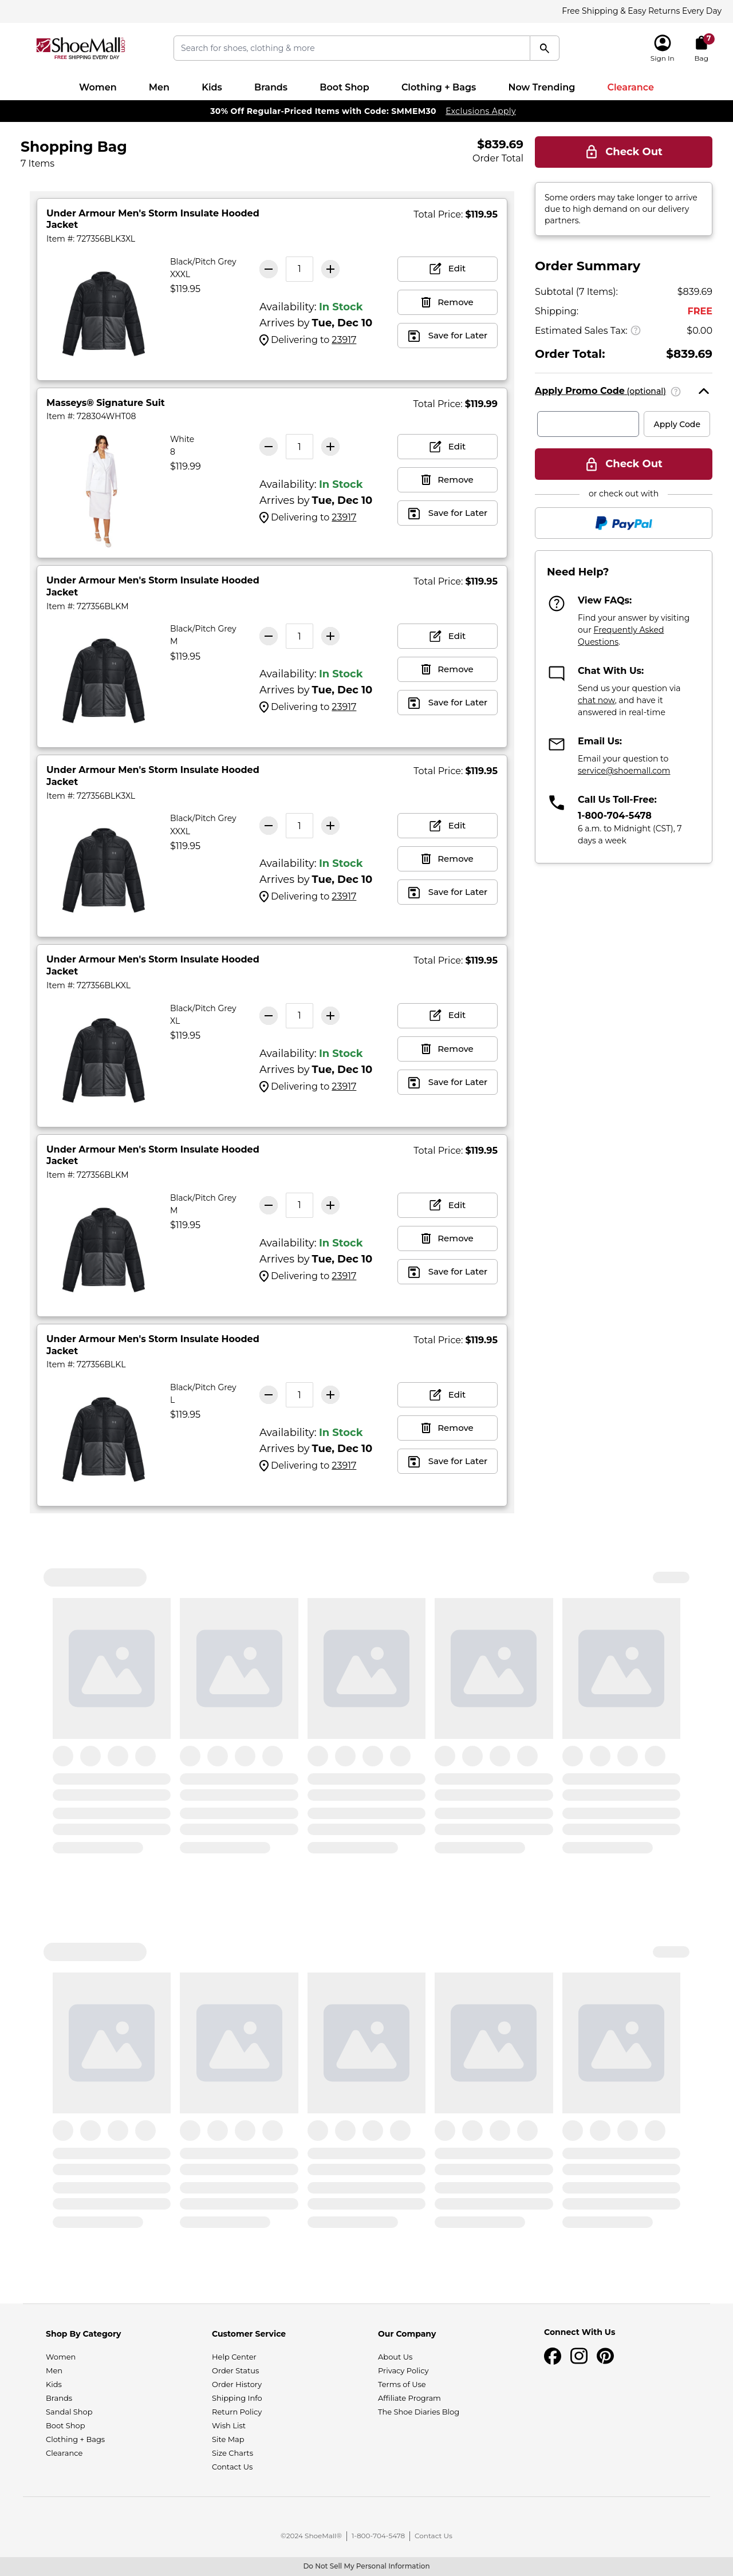 Free Shipping & Easy Returns Every Day
ShoeMall.com
FREE SHIPPING EVERY DAY
Search for shoes, clothing & more
7
Sign In
Bag
Women Men Kids Brands Boot Shop Clothing + Bags Now Trending Clearance
30% Off Regular-Priced Items with Code: SMMEM30 Exclusions Apply
Shopping Bag
7 Items
$839.69
Order Total
Under Armour Men's Storm Insulate Hooded
Jacket
Item #: 727356BLK3XL
Total Price: $119.95
Black/Pitch Grey
XXXL
$119.95
1
Availability: In Stock
Arrives by Tue, Dec 10
Delivering to 23917
Edit
Remove
Save for Later
Masseys® Signature Suit
Item #: 728304WHT08
Total Price: $119.99
White
8
$119.99
1
Availability: In Stock
Arrives by Tue, Dec 10
Delivering to 23917
Edit
Remove
Save for Later
Under Armour Men's Storm Insulate Hooded
Jacket
Item #: 727356BLKM
Total Price: $119.95
Black/Pitch Grey
M
$119.95
1
Availability: In Stock
Arrives by Tue, Dec 10
Delivering to 23917
Edit
Remove
Save for Later
Under Armour Men's Storm Insulate Hooded
Jacket
Item #: 727356BLK3XL
Total Price: $119.95
Black/Pitch Grey
XXXL
$119.95
1
Availability: In Stock
Arrives by Tue, Dec 10
Delivering to 23917
Edit
Remove
Save for Later
Under Armour Men's Storm Insulate Hooded
Jacket
Item #: 727356BLKXL
Total Price: $119.95
Black/Pitch Grey
XL
$119.95
1
Availability: In Stock
Arrives by Tue, Dec 10
Delivering to 23917
Edit
Remove
Save for Later
Under Armour Men's Storm Insulate Hooded
Jacket
Item #: 727356BLKM
Total Price: $119.95
Black/Pitch Grey
M
$119.95
1
Availability: In Stock
Arrives by Tue, Dec 10
Delivering to 23917
Edit
Remove
Save for Later
Under Armour Men's Storm Insulate Hooded
Jacket
Item #: 727356BLKL
Total Price: $119.95
Black/Pitch Grey
L
$119.95
1
Availability: In Stock
Arrives by Tue, Dec 10
Delivering to 23917
Edit
Remove
Save for Later
Check Out
Some orders may take longer to arrive
due to high demand on our delivery
partners.
Order Summary
Subtotal (7 Items): $839.69
Shipping: FREE
Estimated Sales Tax: ? $0.00
Order Total: $839.69
Apply Promo Code (optional) ?
Apply Code
Check Out
or check out with
PayPal
Need Help?
View FAQs:
Find your answer by visiting
our Frequently Asked
Questions.
Chat With Us:
Send us your question via
chat now, and have it
answered in real-time
Email Us:
Email your question to
service@shoemall.com
Call Us Toll-Free:
1-800-704-5478
6 a.m. to Midnight (CST), 7
days a week
Shop By Category
Women
Men
Kids
Brands
Sandal Shop
Boot Shop
Clothing + Bags
Clearance
Customer Service
Help Center
Order Status
Order History
Shipping Info
Return Policy
Wish List
Site Map
Size Charts
Contact Us
Our Company
About Us
Privacy Policy
Terms of Use
Affiliate Program
The Shoe Diaries Blog
Connect With Us
©2024 ShoeMall® | 1-800-704-5478 | Contact Us
Do Not Sell My Personal Information